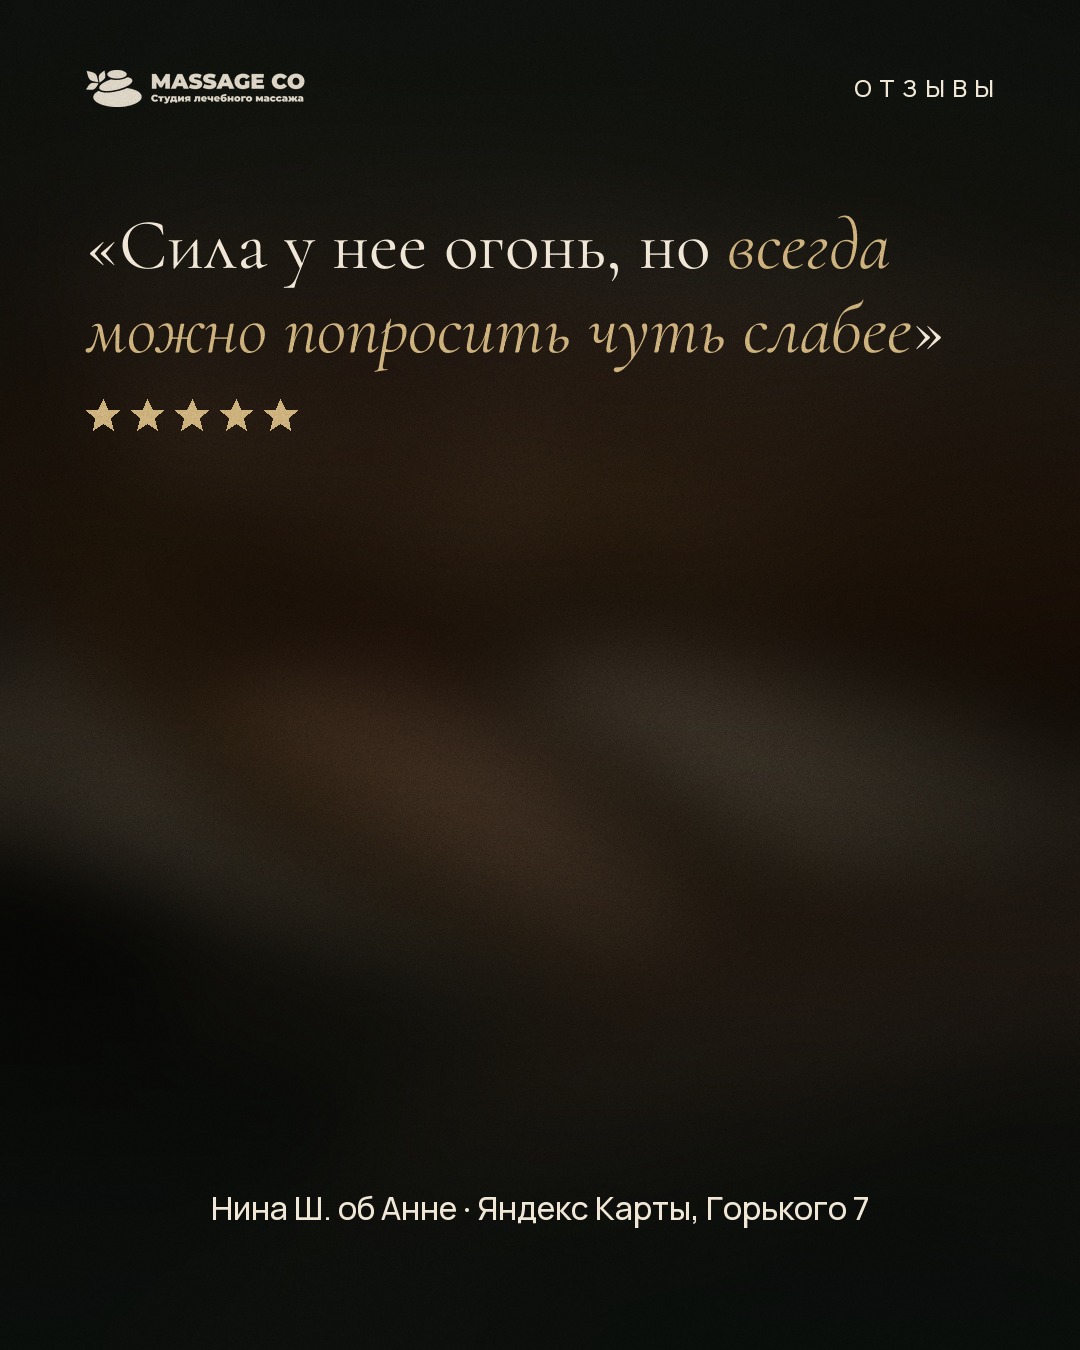 MASSAGE CO
Студия лечебного массажа
ОТЗЫВЫ
«Сила у нее огонь, но всегда
можно попросить чуть слабее»
Нина Ш. об Анне · Яндекс Карты, Горького 7